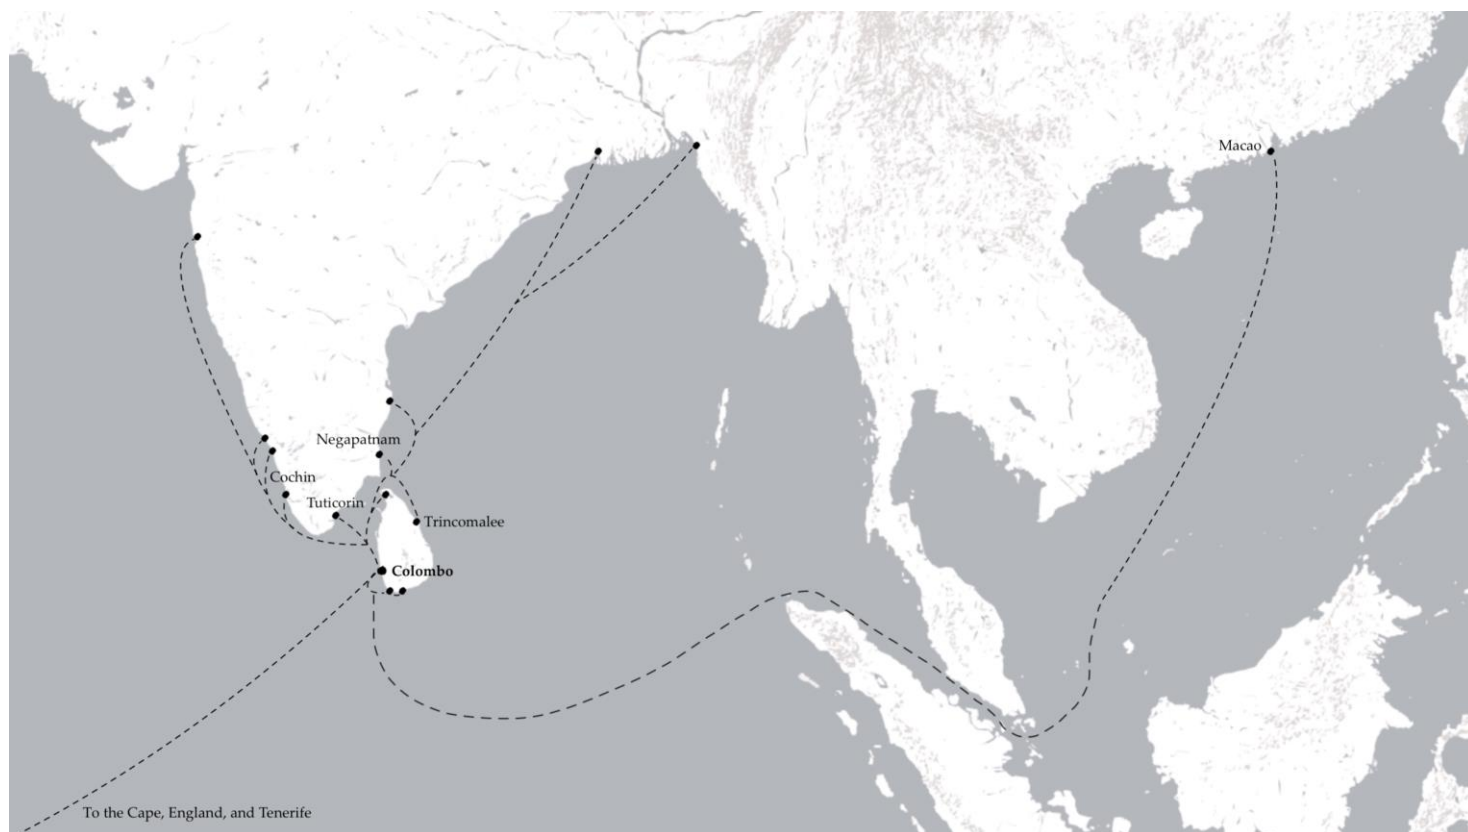 Macao
Negapatnam
Cochin
Tuticorin
Trincomalee
Colombo
To the Cape, England, and Tenerife